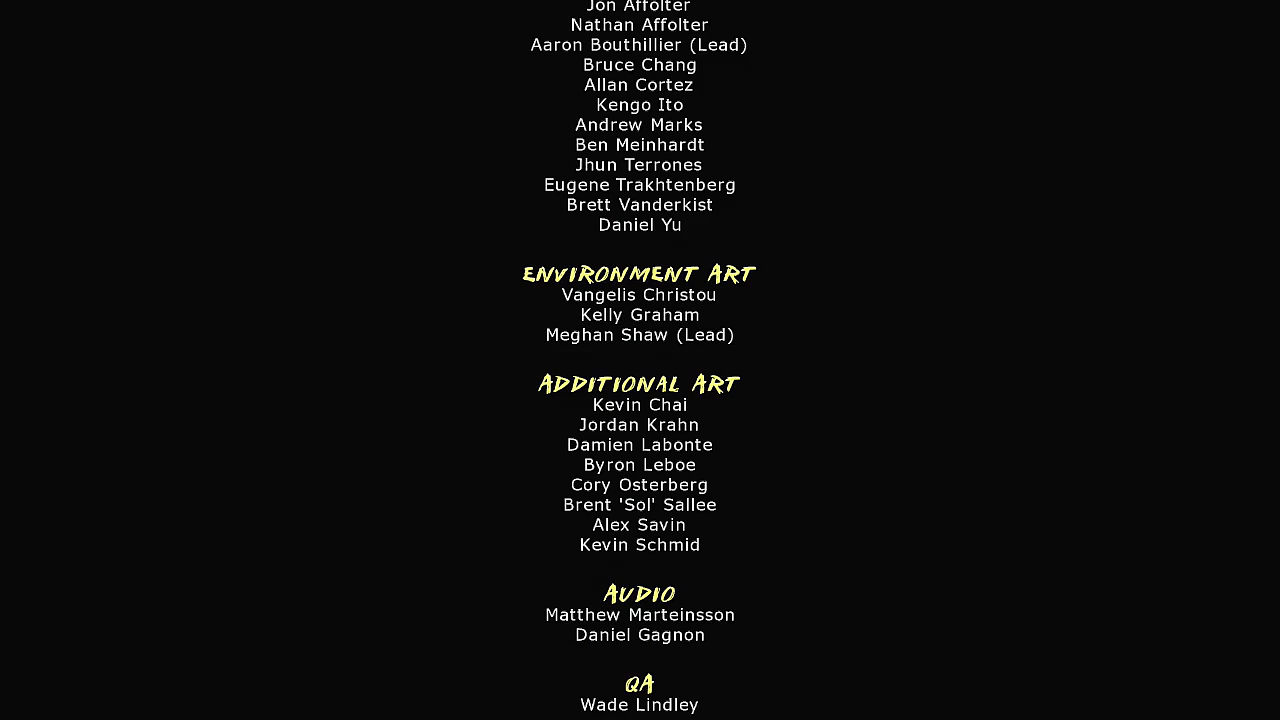 Jon Affolter
Nathan Affolter
Aaron Bouthillier (Lead)
Bruce Chang
Allan Cortez
Kengo Ito
Andrew Marks
Ben Meinhardt
Jhun Terrones
Eugene Trakhtenberg
Brett Vanderkist
Daniel Yu
ENVIRONMENT ART
Vangelis Christou
Kelly Graham
Meghan Shaw (Lead)
ADDITIONAL ART
Kevin Chai
Jordan Krahn
Damien Labonte
Byron Leboe
Cory Osterberg
Brent 'Sol' Sallee
Alex Savin
Kevin Schmid
AUDIO
Matthew Marteinsson
Daniel Gagnon
QA
Wade Lindley